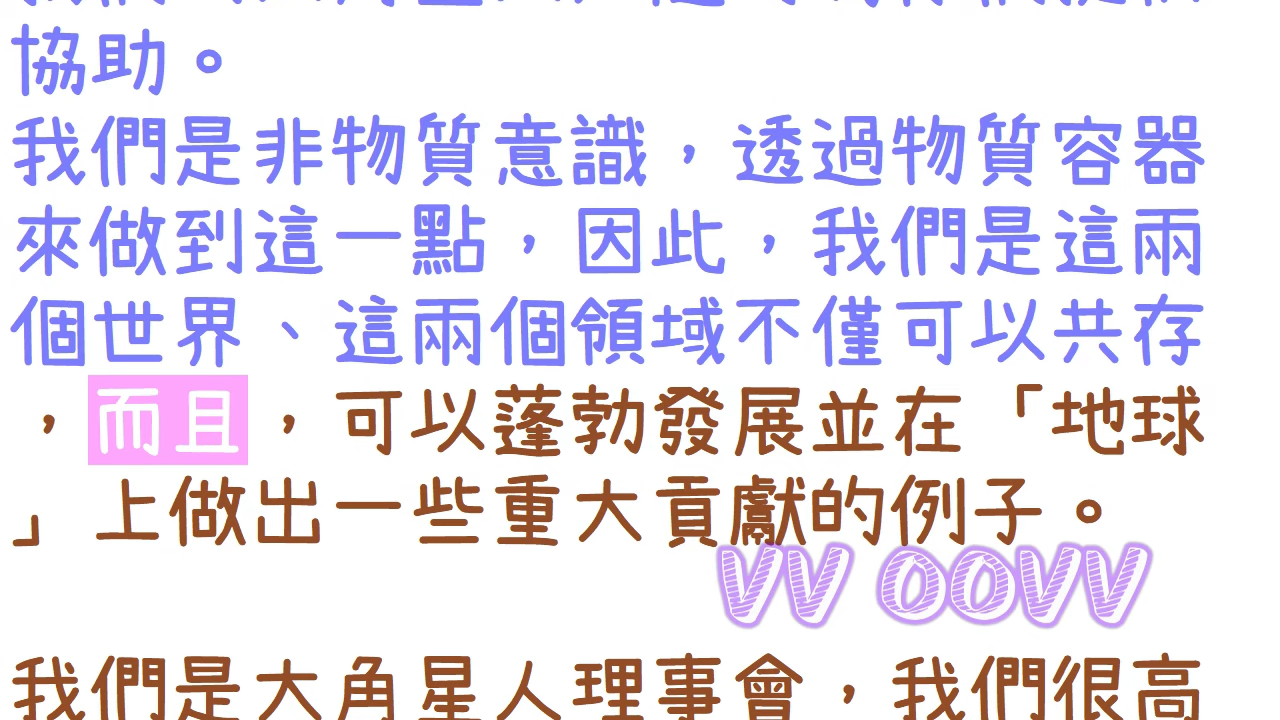 協助。
我們是非物質意識，透過物質容器
來做到這一點，因此，我們是這兩
個世界、這兩個領域不僅可以共存
，而且，可以蓬勃發展並在「地球
」上做出一些重大貢獻的例子。
VV OOVV
我們是大角星人理事會，我們很高